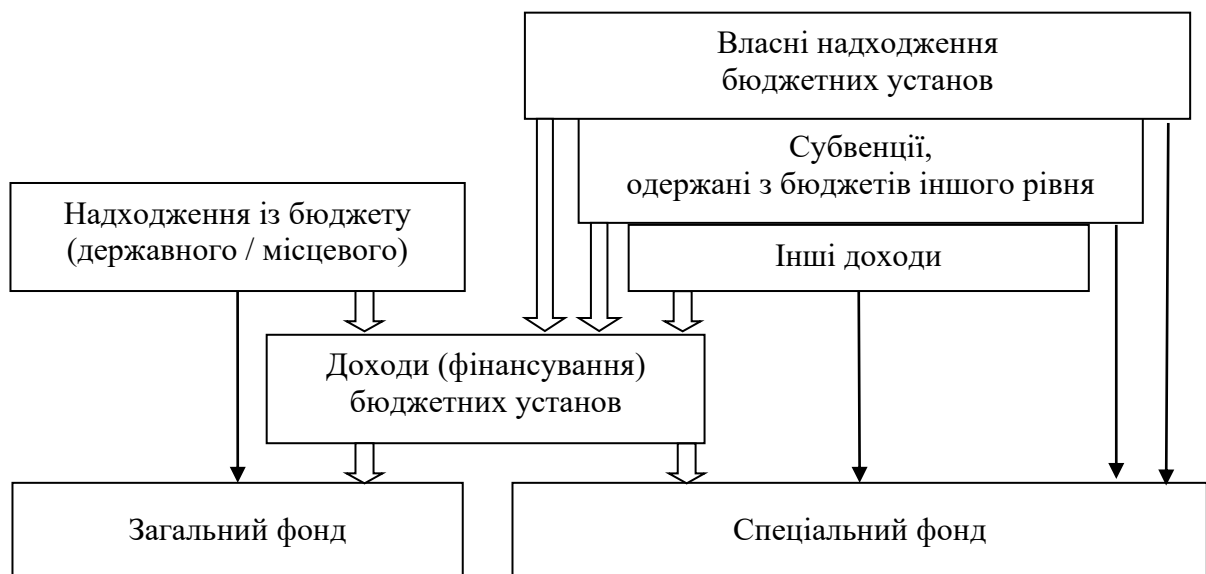 Власні надходження
бюджетних установ
Субвенції,
одержані з бюджетів іншого рівня
Надходження із бюджету
(державного / місцевого)
Інші доходи
Доходи (фінансування)
бюджетних установ
Загальний фонд
Спеціальний фонд